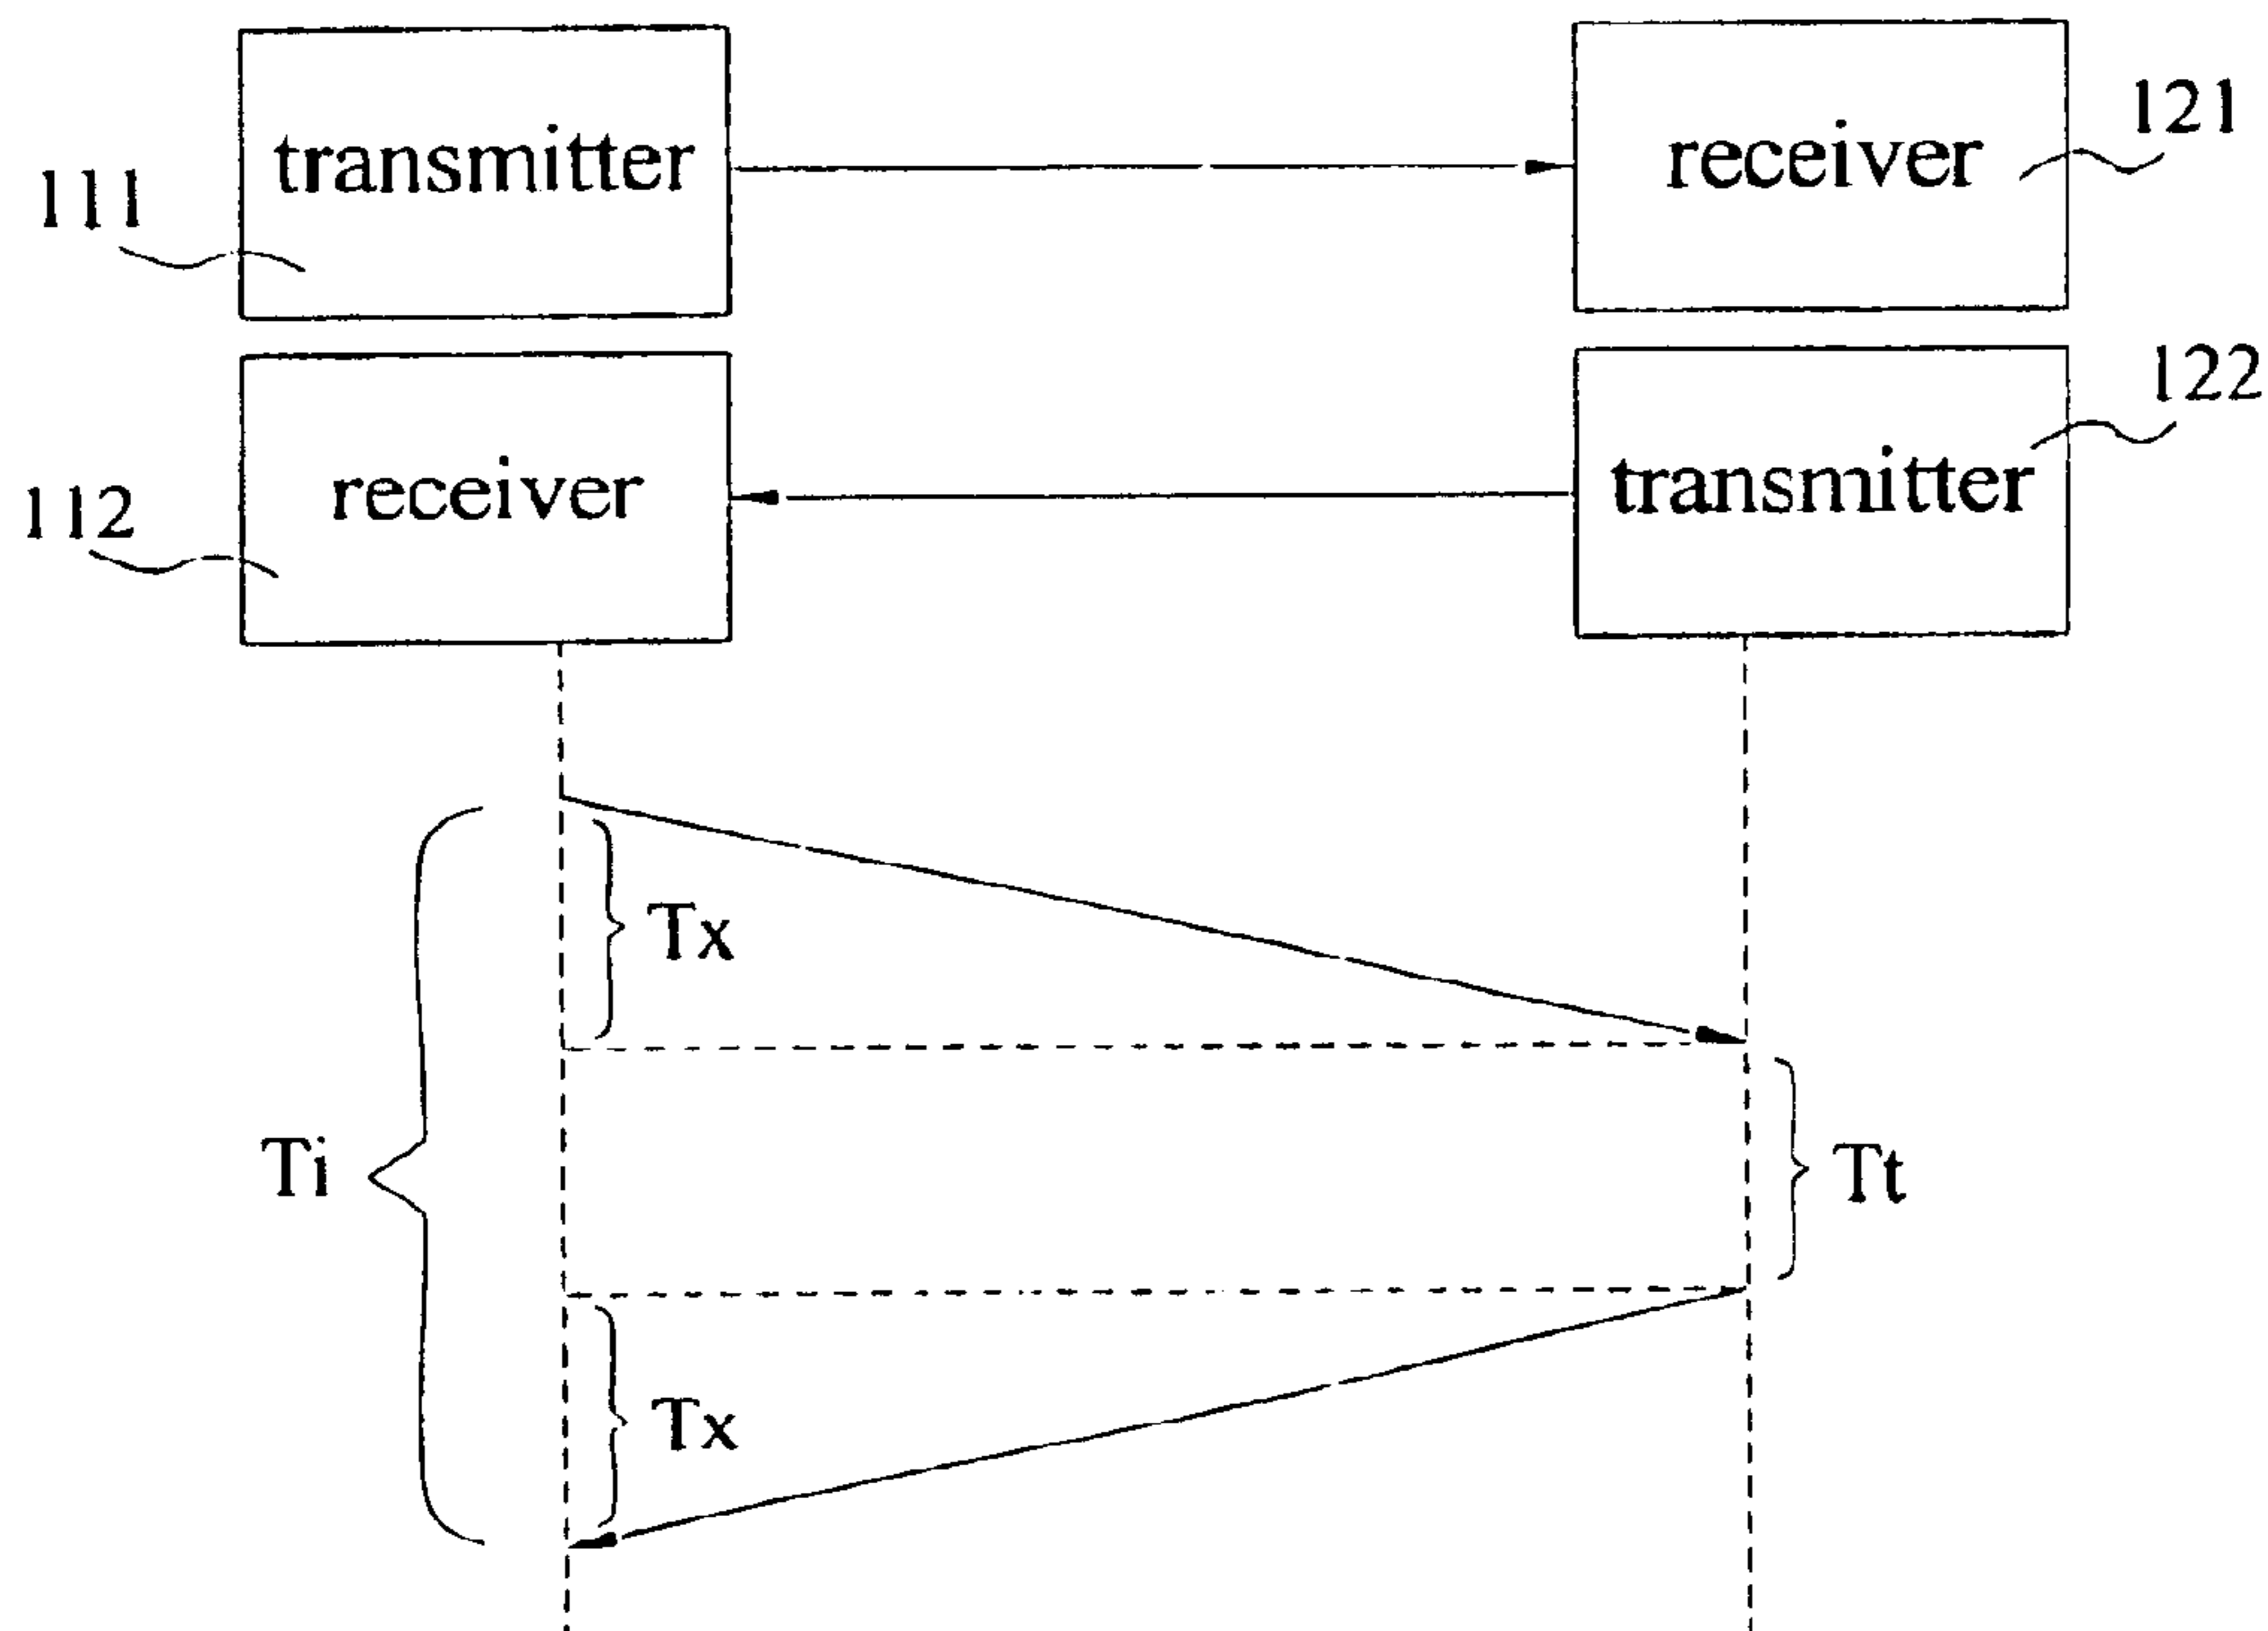 transmitter
receiver
121
111
122
receiver
transmitter
112
Tx
Ti
Tt
Tx